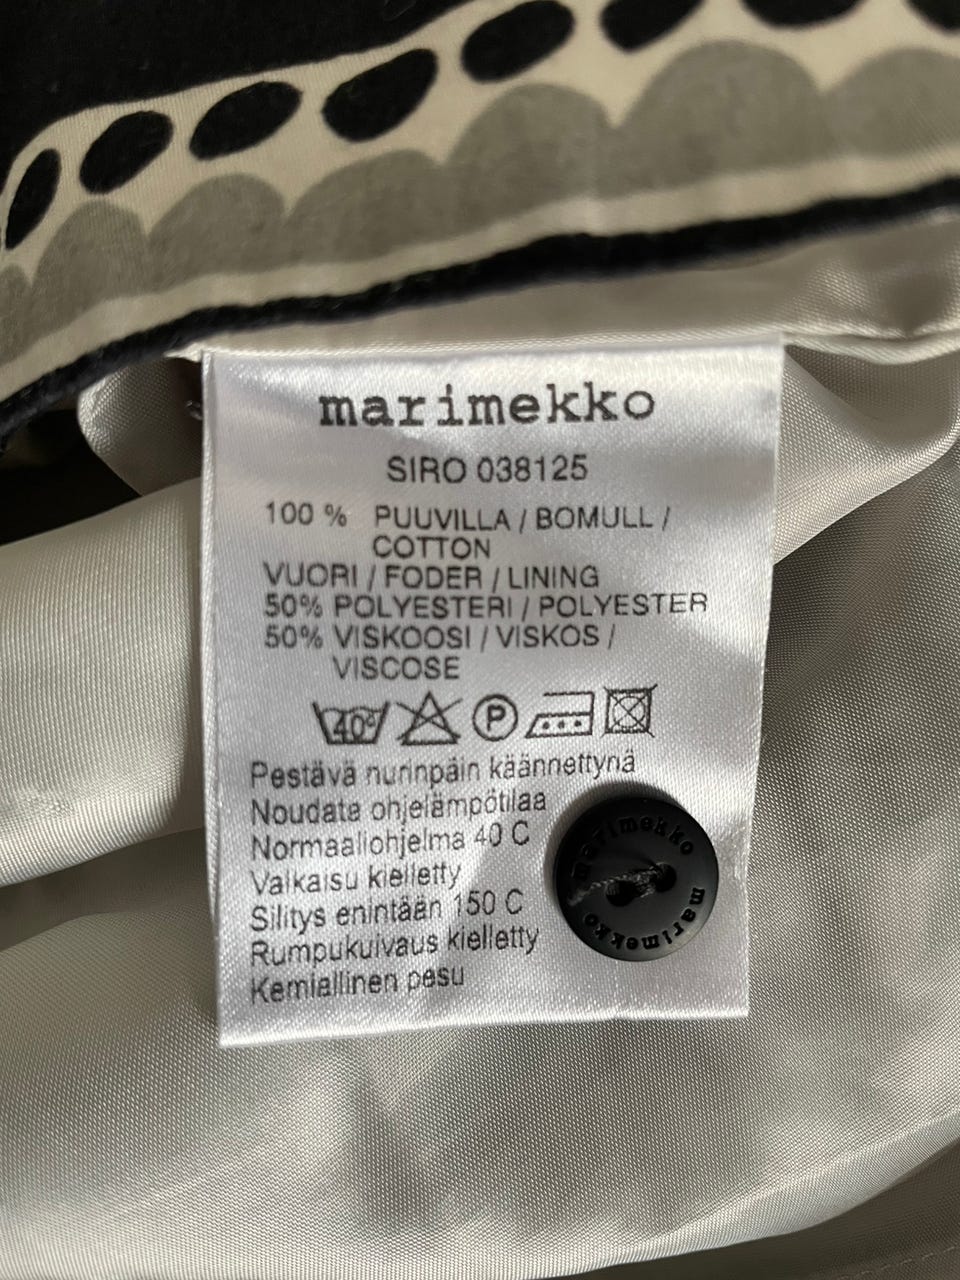 marimekko
SIRO 038125
100 % PUUVILLA / BOMULL /
COTTON
VUORI / FODER / LINING
50% POLYESTERI / POLYESTER
50% VISKOOSI / VISKOS /
VISCOSE
40°
P
Pestävä nurinpäin käännettynä
Noudata ohjelämpötilaa
Normaaliohjelma 40 C
Valkaisu kielletty
Silitys enintään 150 C
Rumpukuivaus kielletty
Kemiallinen pesu
marimekko
marimekko